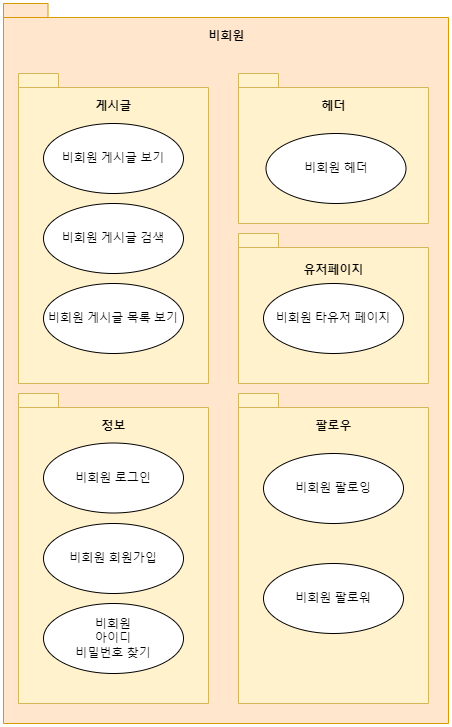 비회원
게시글
비회원 게시글 보기
비회원 게시글 검색
비회원 게시글 목록 보기
헤더
비회원 헤더
유저페이지
비회원 타유저 페이지
정보
비회원 로그인
비회원 회원가입
비회원
아이디
비밀번호 찾기
팔로우
비회원 팔로잉
비회원 팔로워